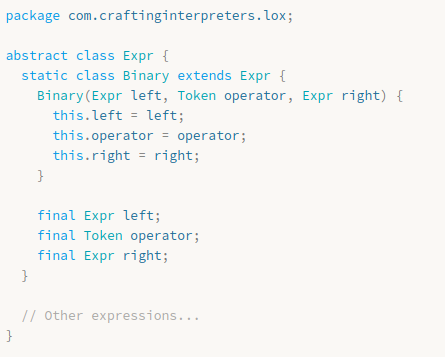 package com.craftinginterpreters.lox;

abstract class Expr {
  static class Binary extends Expr {
    Binary(Expr left, Token operator, Expr right) {
      this.left = left;
      this.operator = operator;
      this.right = right;
    }

    final Expr left;
    final Token operator;
    final Expr right;
  }

  // Other expressions...
}